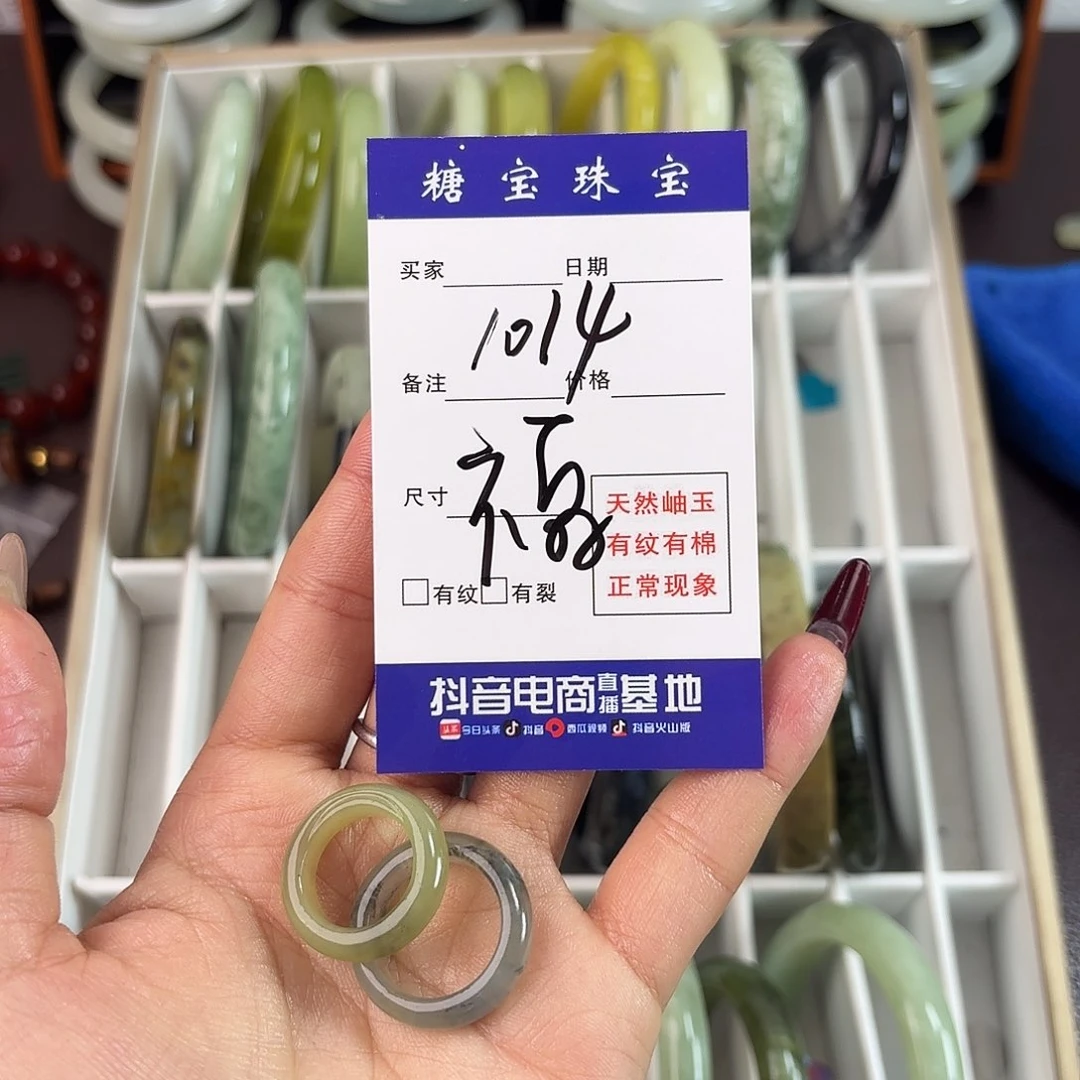 糖宝珠宝
买家 日期
1014
备注 价格
福
尺寸
天然岫玉
有纹有棉
正常现象
有纹 有裂
抖音电商直播基地
头条 今日头条 抖音 西瓜视频 抖音火山版